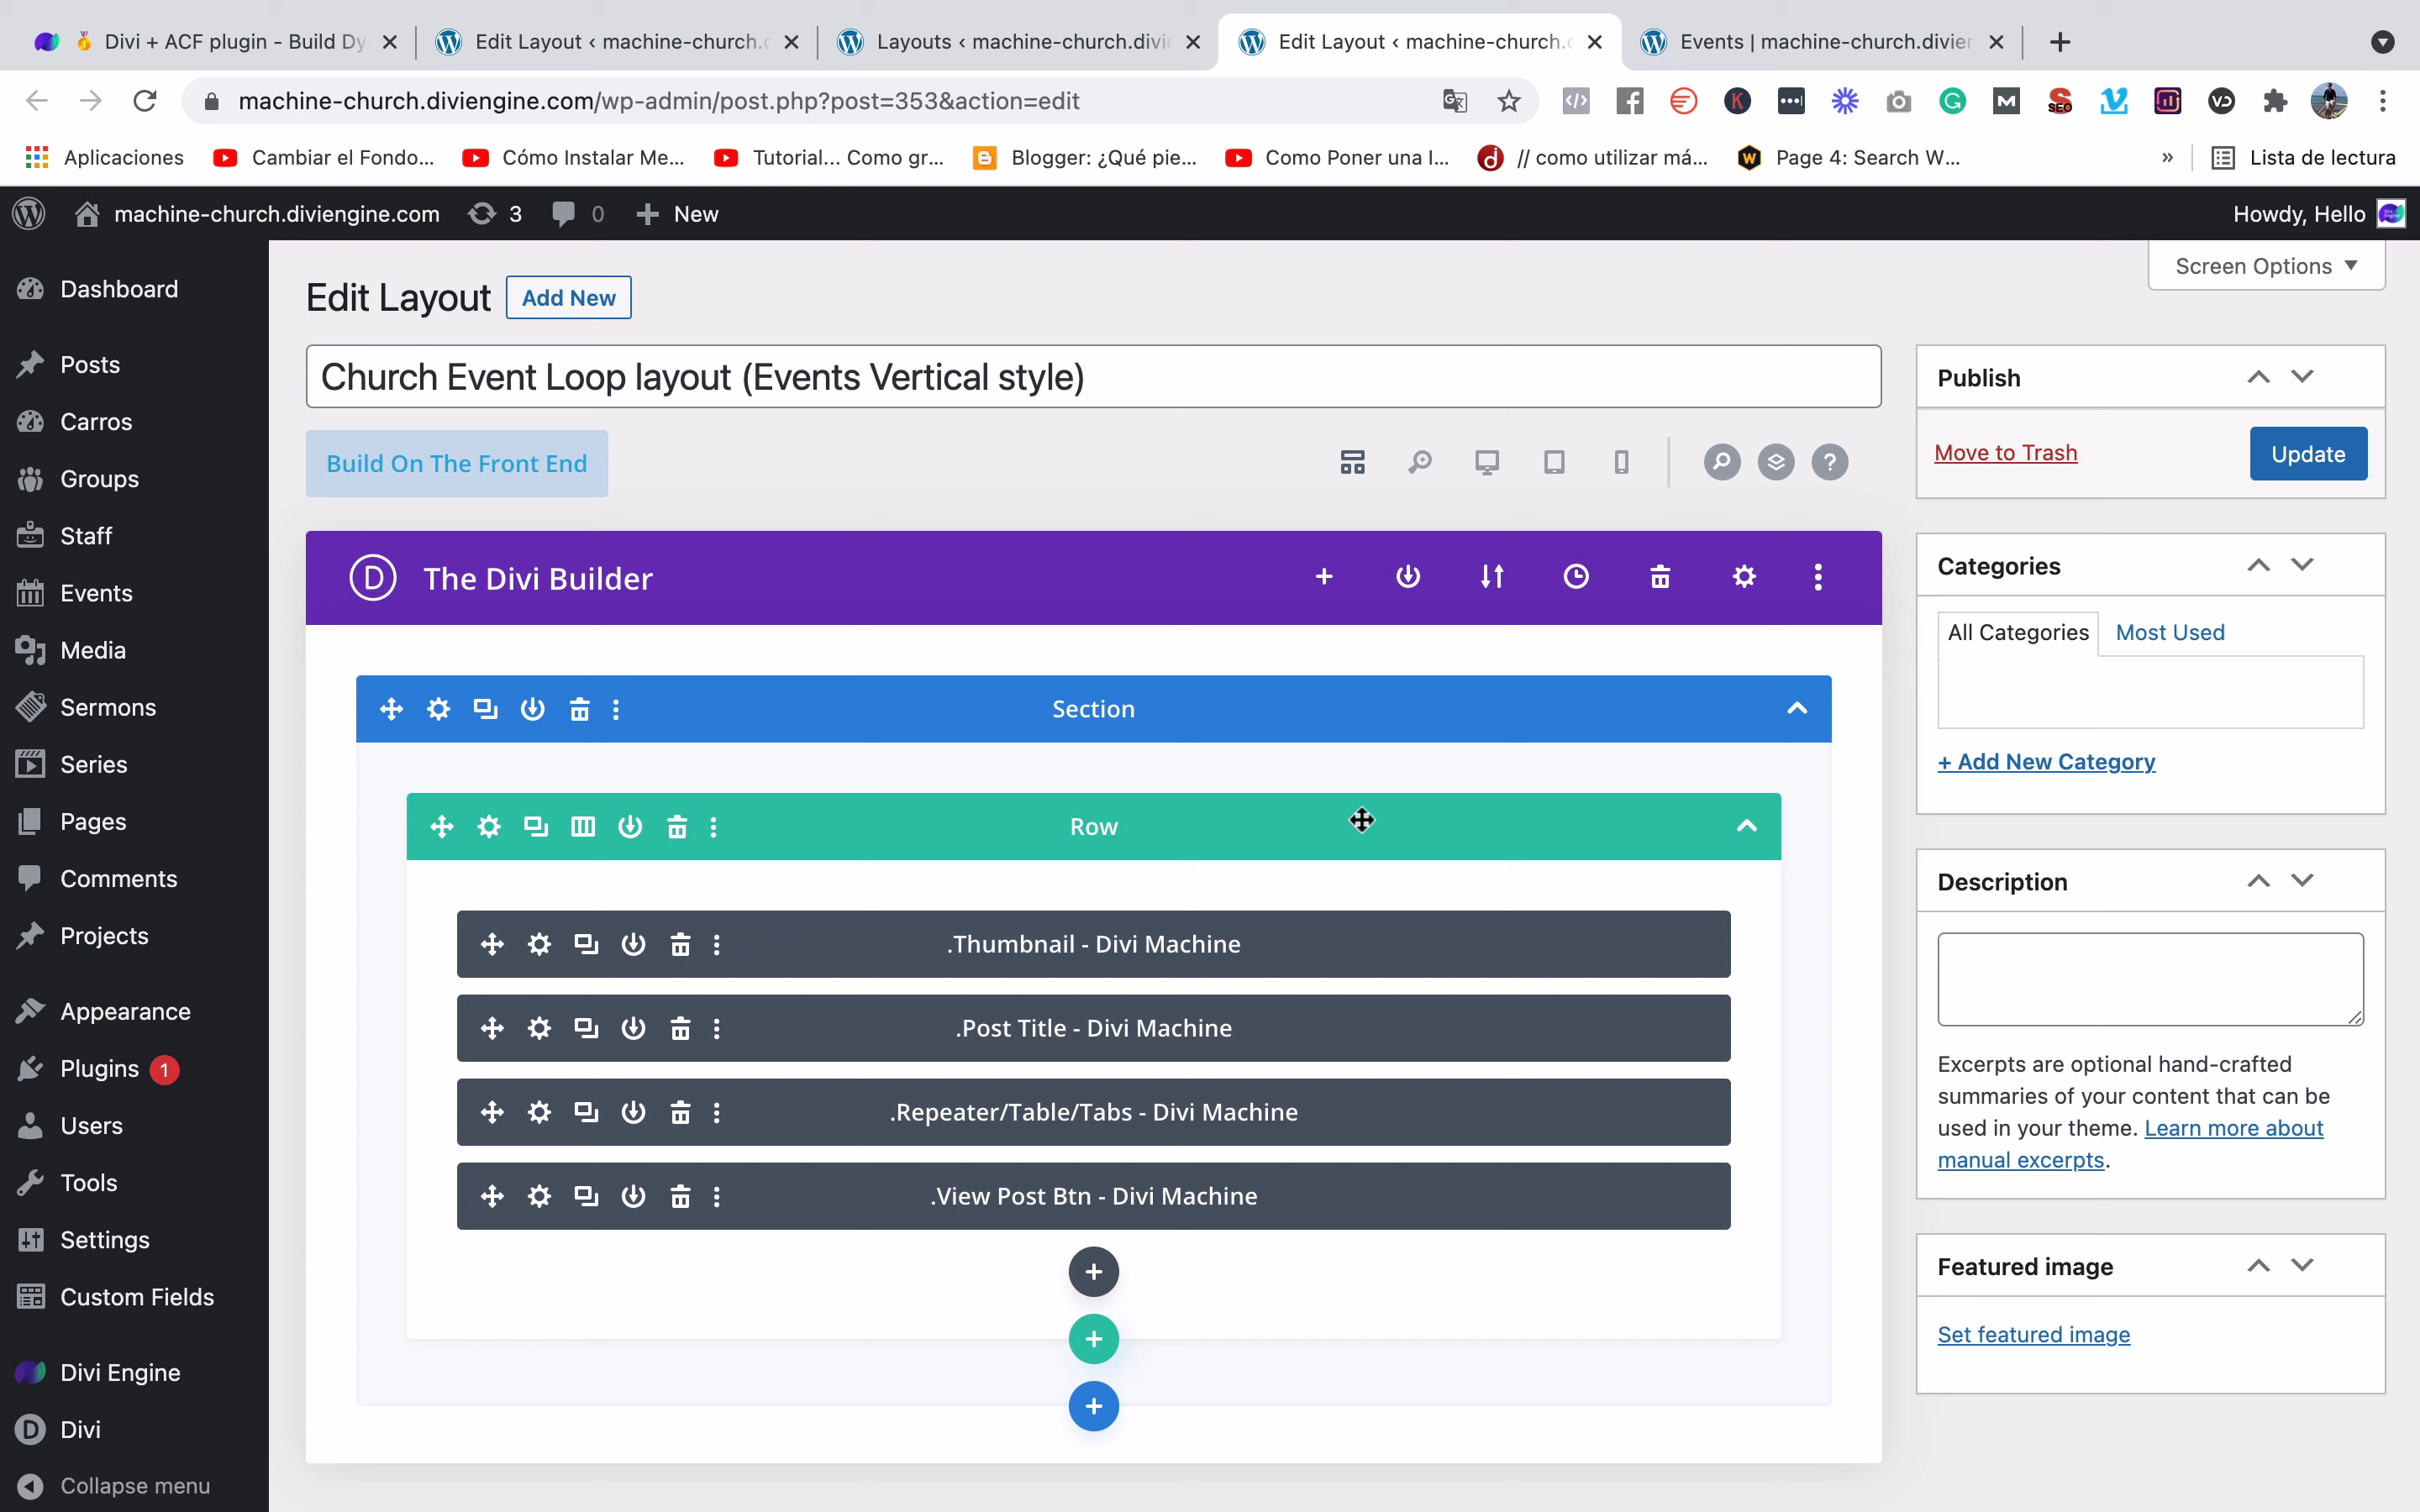 Divi + ACF plugin - Build Dy
Edit Layout ‹ machine-church.
Layouts ‹ machine-church.divi
Edit Layout ‹ machine-church.
Events | machine-church.divien
machine-church.diviengine.com/wp-admin/post.php?post=353&action=edit
Aplicaciones
Cambiar el Fondo...
Cómo Instalar Me...
Tutorial... Como gr...
Blogger: ¿Qué pie...
Como Poner una I...
// como utilizar má...
Page 4: Search W...
»
Lista de lectura
machine-church.diviengine.com
3
0
New
Howdy, Hello
Screen Options
Dashboard
Posts
Carros
Groups
Staff
Events
Media
Sermons
Series
Pages
Comments
Projects
Appearance
Plugins 1
Users
Tools
Settings
Custom Fields
Divi Engine
Divi
Collapse menu
Edit Layout
Add New
Church Event Loop layout (Events Vertical style)
Build On The Front End
The Divi Builder
Section
Row
.Thumbnail - Divi Machine
.Post Title - Divi Machine
.Repeater/Table/Tabs - Divi Machine
.View Post Btn - Divi Machine
Publish
Move to Trash
Update
Categories
All Categories
Most Used
+ Add New Category
Description
Excerpts are optional hand-crafted
summaries of your content that can be
used in your theme. Learn more about
manual excerpts.
Featured image
Set featured image